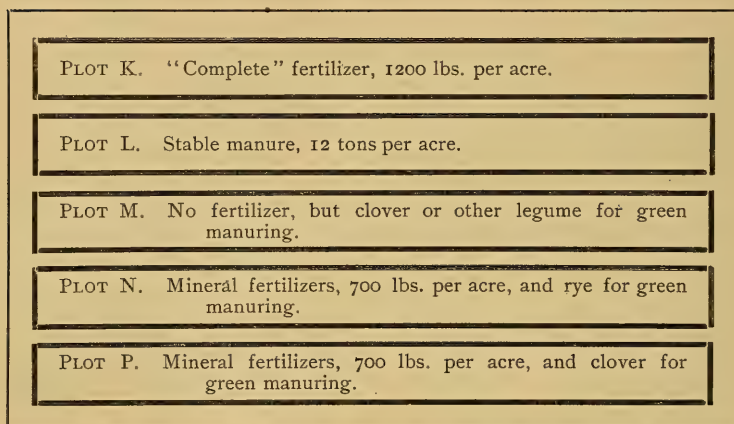 PLOT K. "Complete" fertilizer, 1200 lbs. per acre.
PLOT L. Stable manure, 12 tons per acre.
PLOT M. No fertilizer, but clover or other legume for green
manuring.
PLOT N. Mineral fertilizers, 700 lbs. per acre, and rye for green
manuring.
PLOT P. Mineral fertilizers, 700 lbs. per acre, and clover for
green manuring.